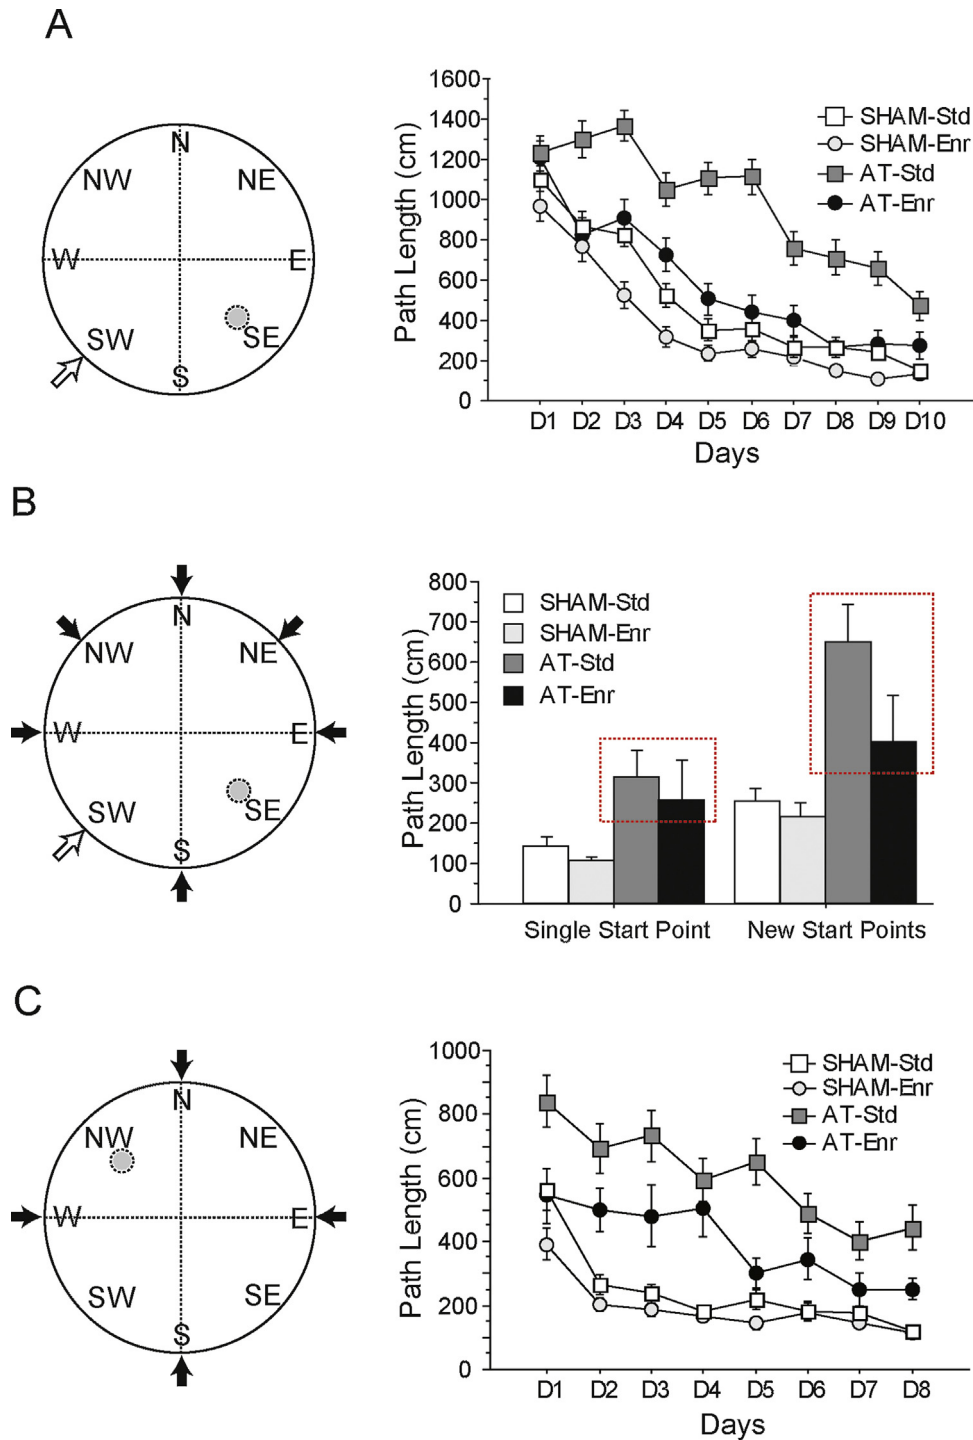 A
N
NW NE
W E
SW SE
S
Path Length (cm)
1600
1400
1200
1000
800
600
400
200
0
SHAM-Std
SHAM-Enr
AT-Std
AT-Enr
D1 D2 D3 D4 D5 D6 D7 D8 D9 D10
Days
B
N
NW NE
W E
SW SE
S
Path Length (cm)
800
700
600
500
400
300
200
100
0
SHAM-Std
SHAM-Enr
AT-Std
AT-Enr
Single Start Point New Start Points
C
N
NW NE
W E
SW SE
S
Path Length (cm)
1000
800
600
400
200
0
SHAM-Std
SHAM-Enr
AT-Std
AT-Enr
D1 D2 D3 D4 D5 D6 D7 D8
Days